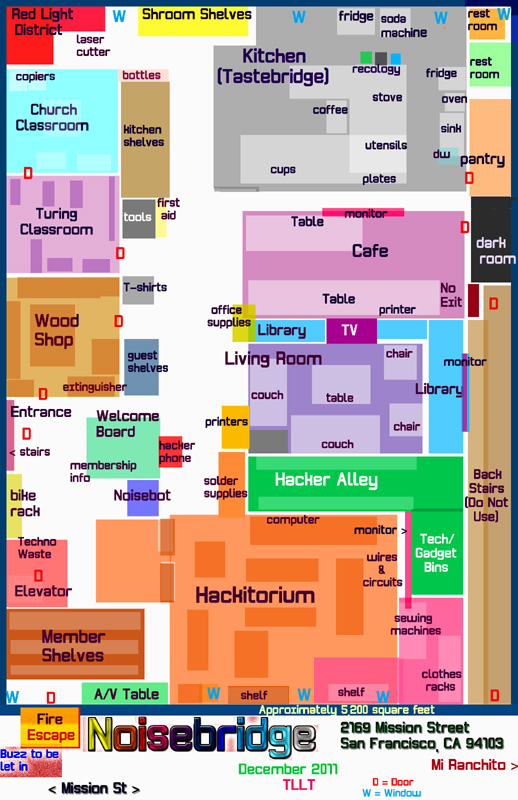 Red Light
District
W
Shroom Shelves
W
fridge
soda
machine
W
rest
room
W
laser
cutter
Kitchen
(Tastebridge)
recology
rest
room
copiers
bottles
fridge
Church
Classroom
kitchen
shelves
stove
oven
coffee
sink
utensils
dw
pantry
cups
plates
D
D
Turing
Classroom
tools
first
aid
Table
monitor
D
Cafe
dark
room
D
T-shirts
Table
No
Exit
D
printer
office
supplies
Wood
Shop
D
Library
TV
guest
shelves
Living Room
chair
monitor
extinguisher
D
couch
table
Library
Entrance
Welcome
Board
printers
chair
D
< stairs
hacker
phone
couch
membership
info
solder
supplies
Hacker Alley
Back
Stairs
(Do Not
Use)
bike
rack
Noisebot
computer
monitor >
Techno
Waste
wires
&
circuits
Tech/
Gadget
Bins
D
Elevator
Hackitorium
sewing
machines
Member
Shelves
clothes
racks
W
D
A/V Table
W
shelf
W
shelf
W
D
Approximately 5200 square feet
Fire
Escape
Noisebridge
2169 Mission Street
San Francisco, CA 94103
Buzz to be
let in
December 2011
Mi Ranchito >
< Mission St >
TLLT
D = Door
W = Window